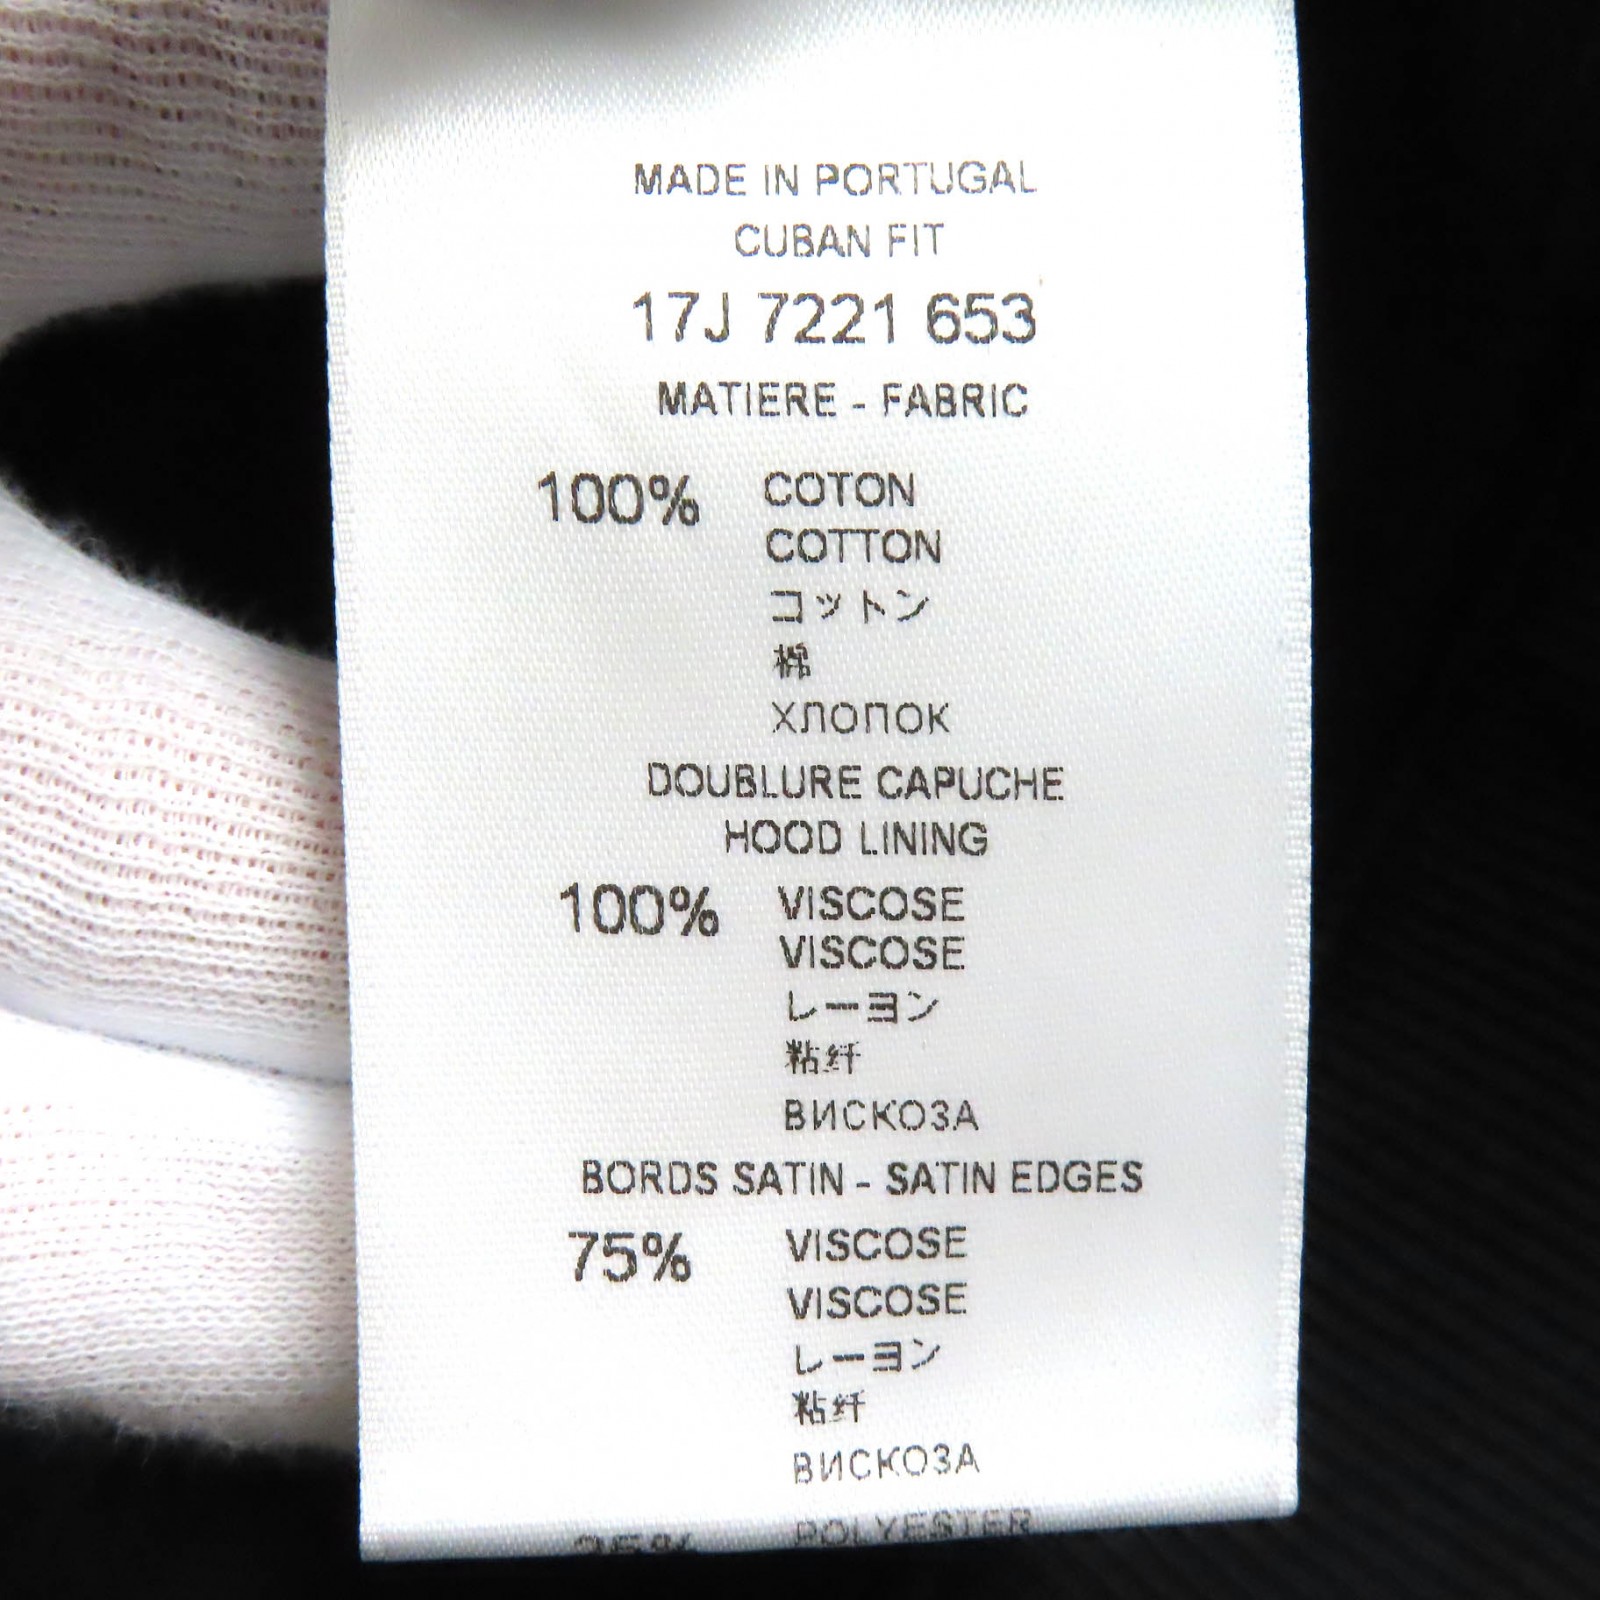 MADE IN PORTUGAL
CUBAN FIT
17J 7221 653
MATIERE - FABRIC
100% COTON
COTTON
コットン
棉
ХЛОПОК
DOUBLURE CAPUCHE
HOOD LINING
100% VISCOSE
VISCOSE
レーヨン
粘纤
ВИСКОЗА
BORDS SATIN - SATIN EDGES
75% VISCOSE
VISCOSE
レーヨン
粘纤
ВИСКОЗА
25% POLYESTER